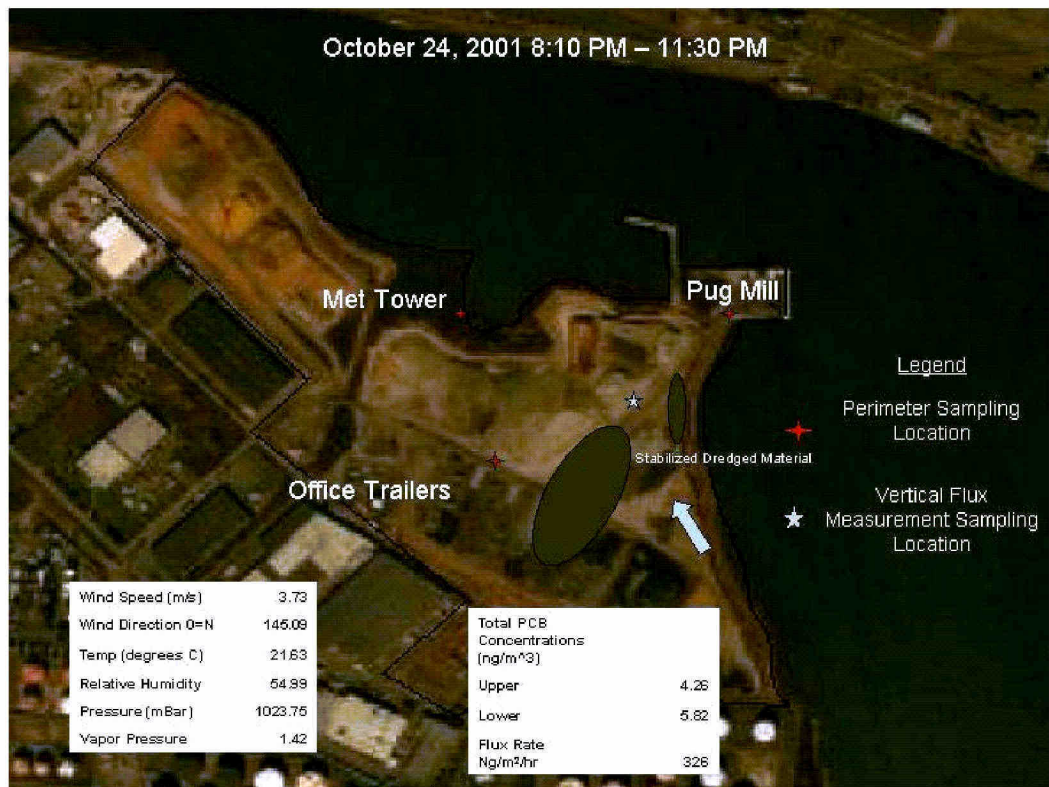 October 24, 2001 8:10 PM – 11:30 PM
Met Tower
Pug Mill
Legend
Perimeter Sampling
Location
Stabilized Dredged Material
Office Trailers
Vertical Flux
Measurement Sampling
Location
Wind Speed (m/s) 3.73
Wind Direction 0=N 145.09
Temp (degrees C) 21.63
Relative Humidity 54.99
Pressure (mBar) 1023.75
Vapor Pressure 1.42
Total PCB
Concentrations
(ng/m^3)
Upper 4.26
Lower 5.82
Flux Rate
Ng/m²/hr 326